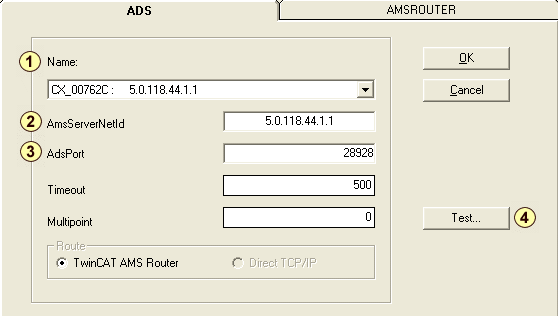 ADS AMSROUTER
1 Name: OK
CX_00762C : 5.0.118.44.1.1 Cancel
2 AmsServerNetId 5.0.118.44.1.1
3 AdsPort 28928
Timeout 500
Multipoint 0 Test... 4
Route
TwinCAT AMS Router Direct TCP/IP